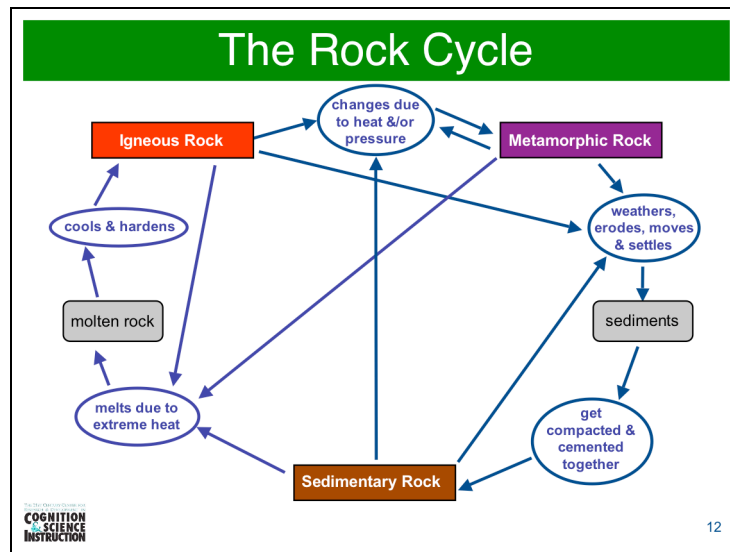 The Rock Cycle
changes due
to heat &/or
pressure
Igneous Rock
Metamorphic Rock
cools & hardens
weathers,
erodes, moves
& settles
molten rock
sediments
melts due to
extreme heat
get
compacted &
cemented
together
Sedimentary Rock
COGNITION
& SCIENCE
INSTRUCTION
12